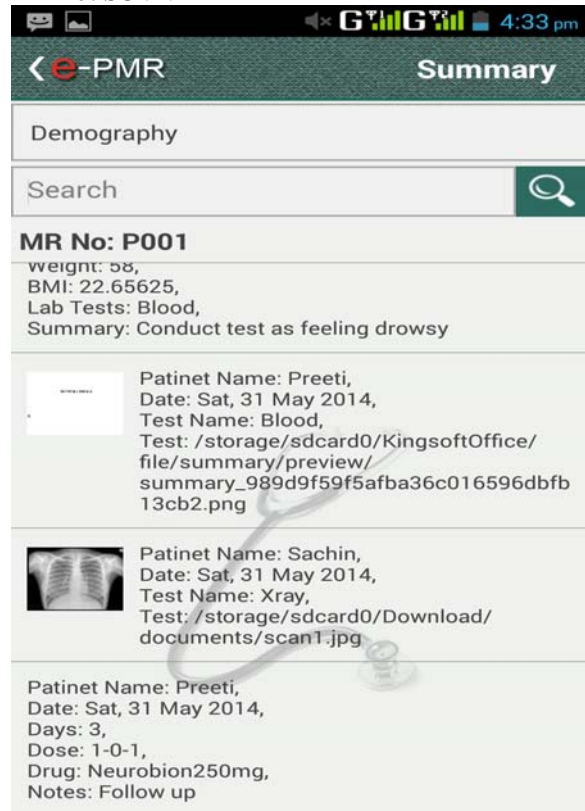 G G 4:33 pm
e-PMR Summary
Demography
Search
MR No: P001
Weight: 58,
BMI: 22.65625,
Lab Tests: Blood,
Summary: Conduct test as feeling drowsy
Patinet Name: Preeti,
Date: Sat, 31 May 2014,
Test Name: Blood,
Test: /storage/sdcard0/KingsoftOffice/
file/summary/preview/
summary_989d9f59f5afba36c016596dbfb
13cb2.png
Patinet Name: Sachin,
Date: Sat, 31 May 2014,
Test Name: Xray,
Test: /storage/sdcard0/Download/
documents/scan1.jpg
Patinet Name: Preeti,
Date: Sat, 31 May 2014,
Days: 3,
Dose: 1-0-1,
Drug: Neurobion250mg,
Notes: Follow up